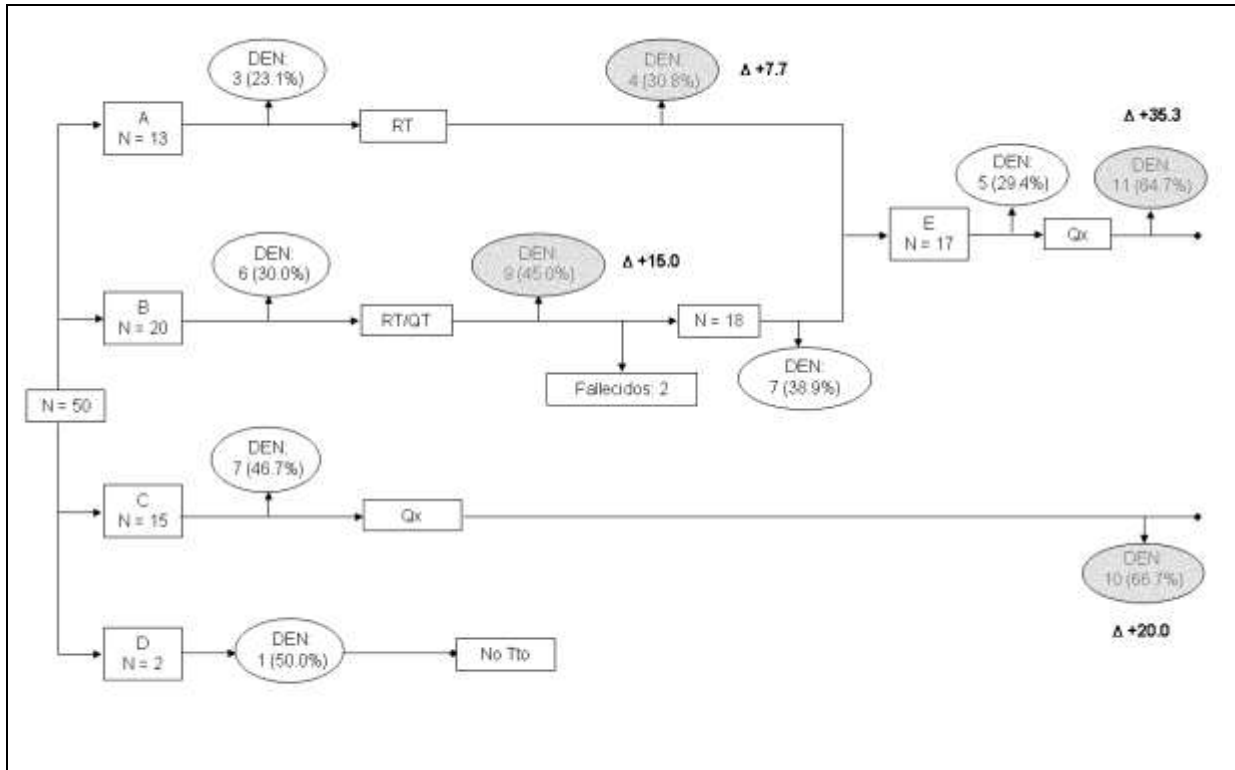 DEN:
3 (23.1%)
DEN:
4 (30.8%)
Δ +7.7
A
N = 13
RT
Δ +35.3
DEN:
5 (29.4%)
DEN:
11 (64.7%)
E
N = 17
Qx
DEN:
6 (30.0%)
DEN:
9 (45.0%)
Δ +15.0
B
N = 20
RT/QT
N = 18
Fallecidos: 2
DEN:
7 (38.9%)
N = 50
DEN:
7 (46.7%)
C
N = 15
Qx
DEN:
10 (66.7%)
Δ +20.0
D
N = 2
DEN:
1 (50.0%)
No Tto